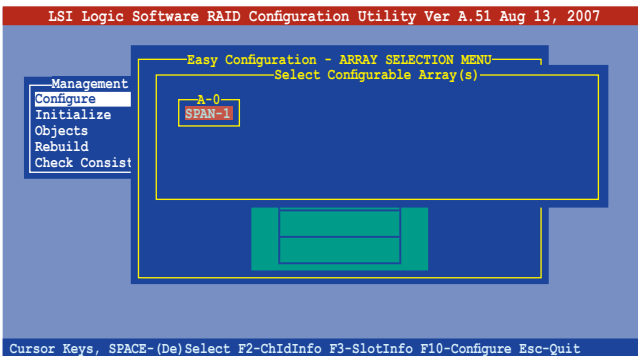 LSI Logic Software RAID Configuration Utility Ver A.51 Aug 13, 2007
Easy Configuration - ARRAY SELECTION MENU
Select Configurable Array(s)
Management
Configure
Initialize
Objects
Rebuild
Check Consist
A-0
SPAN-1
Cursor Keys, SPACE-(De)Select F2-ChIdInfo F3-SlotInfo F10-Configure Esc-Quit